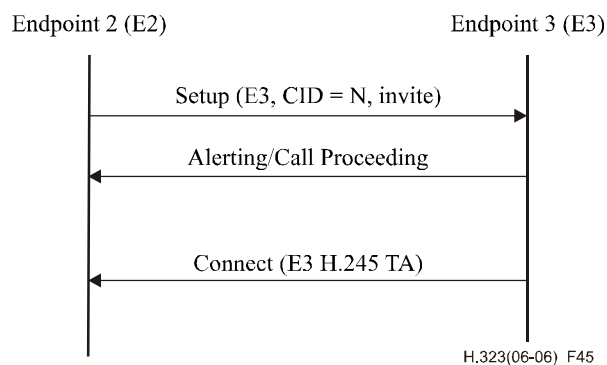 Endpoint 2 (E2)
Endpoint 3 (E3)
Setup (E3, CID = N, invite)
Alerting/Call Proceeding
Connect (E3 H.245 TA)
H.323(06-06) F45